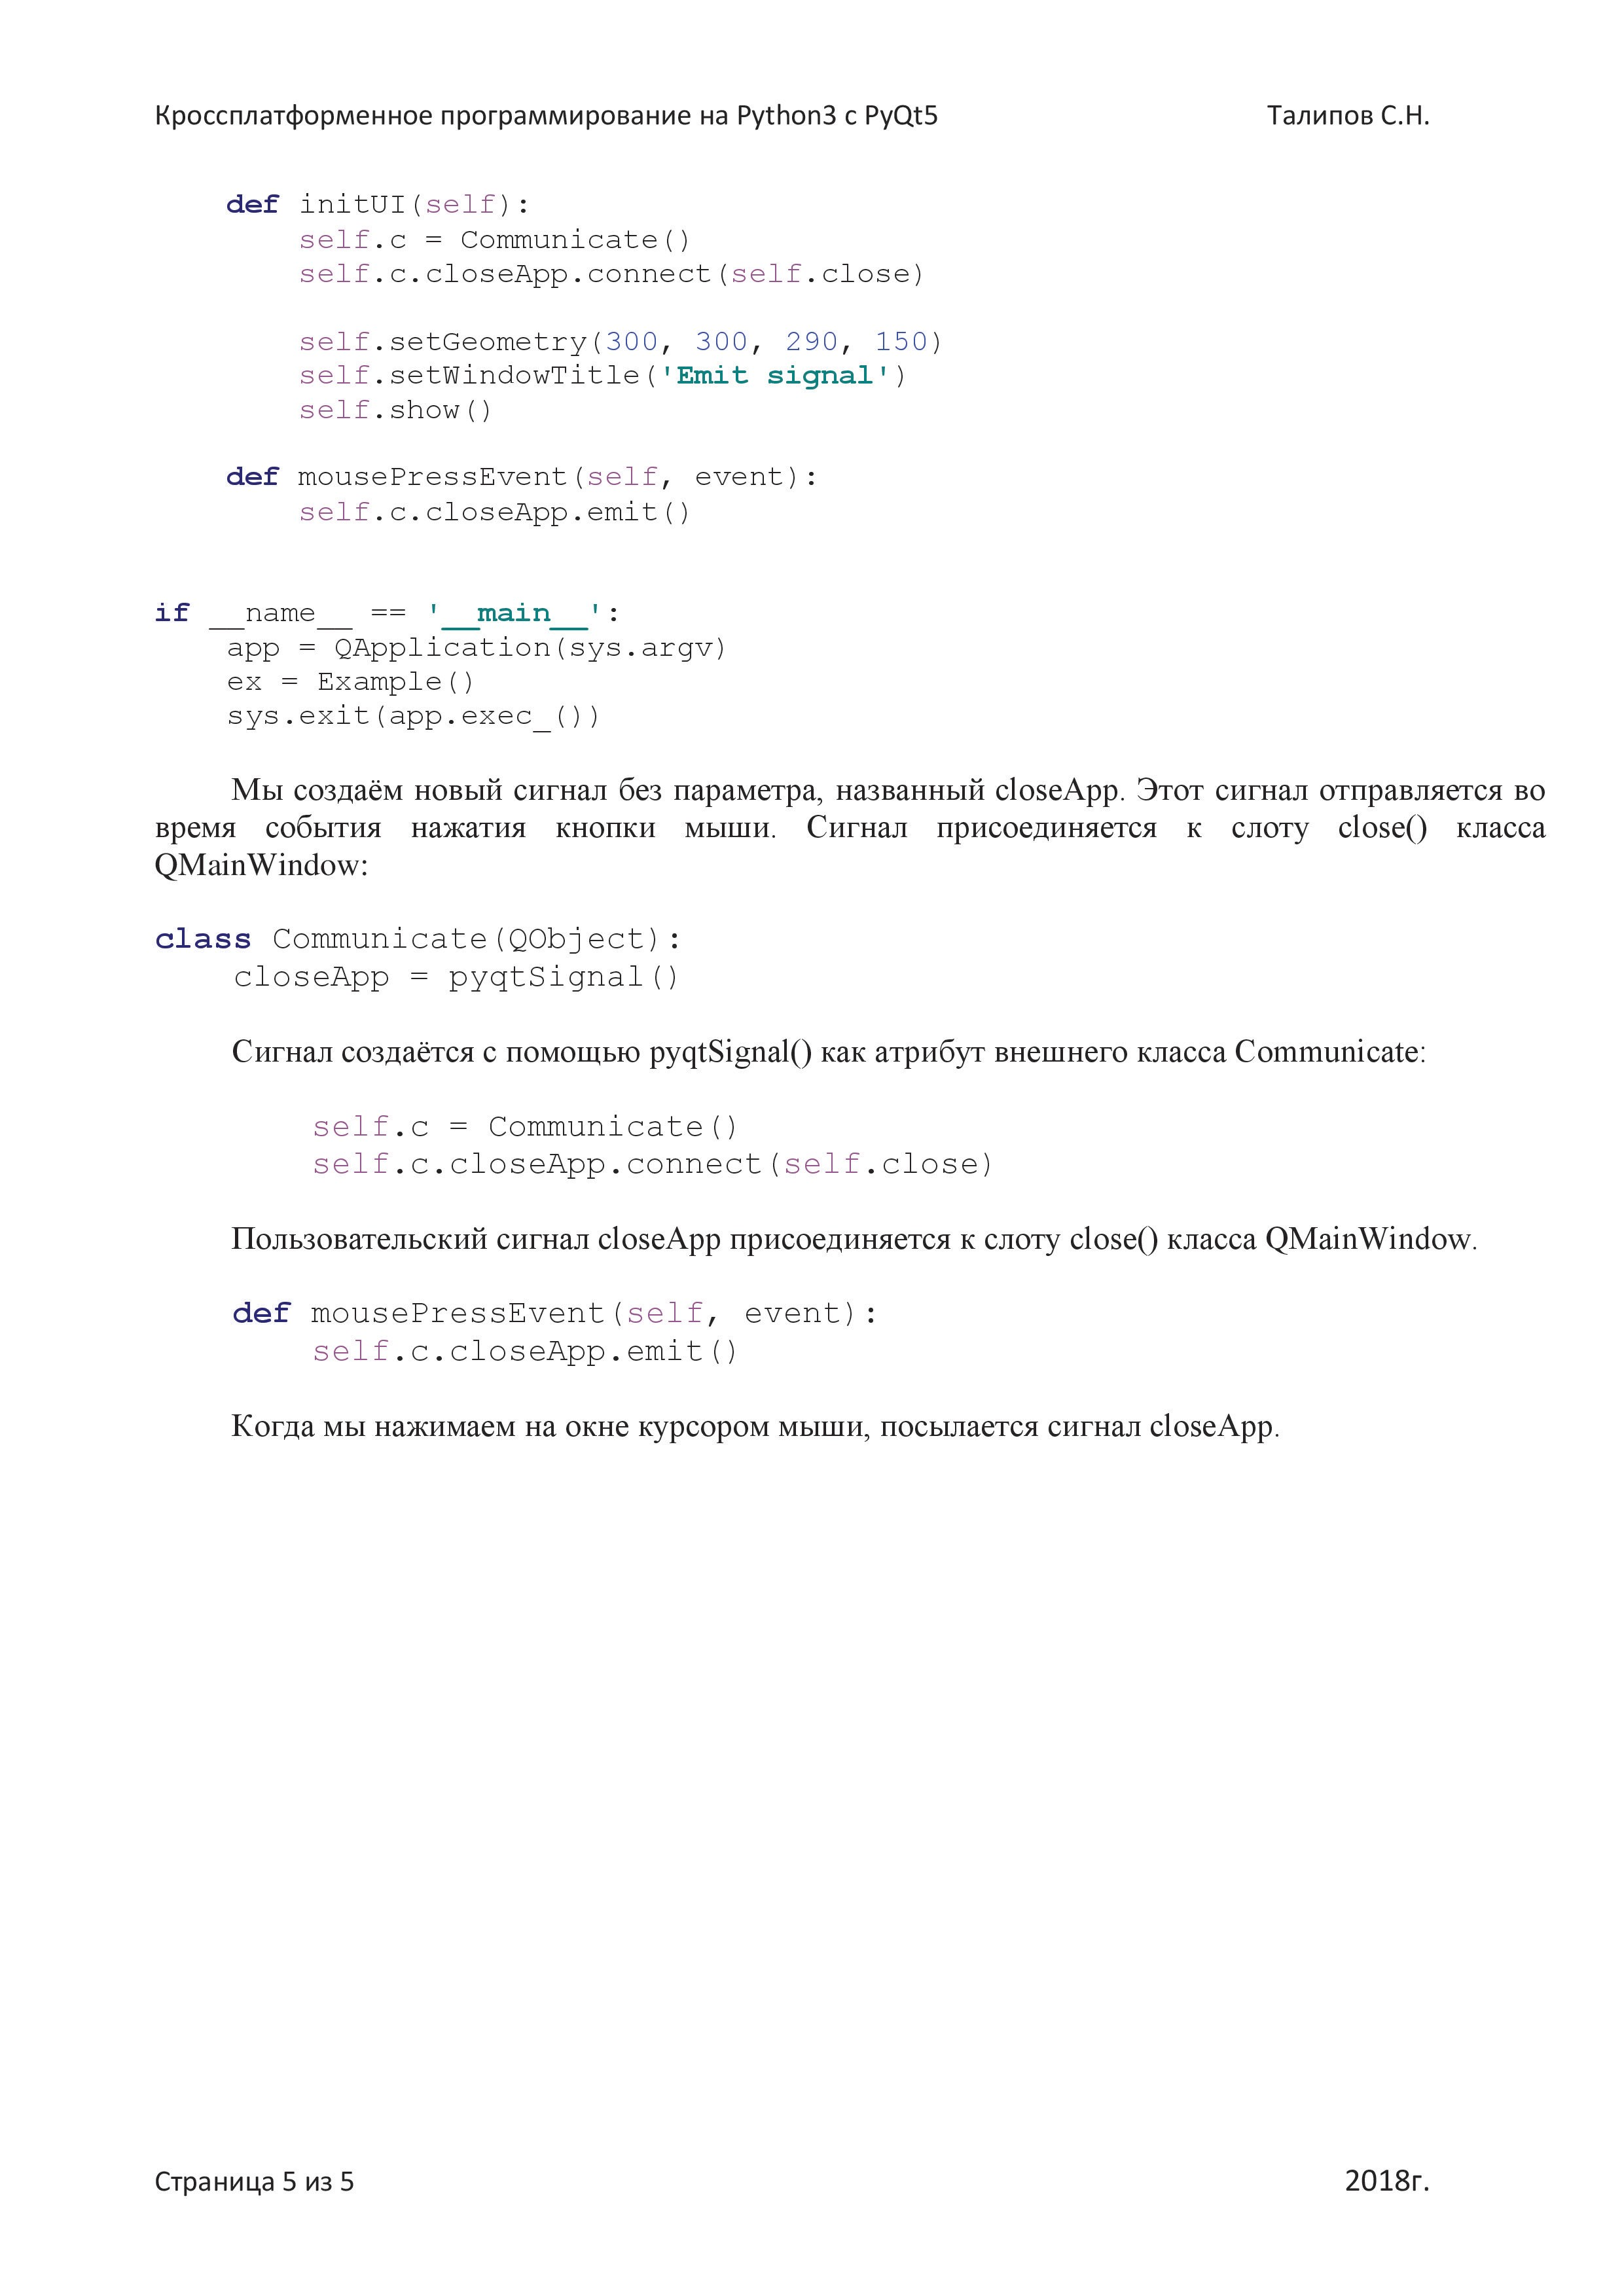 Кроссплатформенное программирование на Python3 с PyQt5 Талипов С.Н.
def initUI(self):
self.c = Communicate()
self.c.closeApp.connect(self.close)
self.setGeometry(300, 300, 290, 150)
self.setWindowTitle('Emit signal')
self.show()
def mousePressEvent(self, event):
self.c.closeApp.emit()
if __name__ == '__main__':
app = QApplication(sys.argv)
ex = Example()
sys.exit(app.exec_())
Мы создаём новый сигнал без параметра, названный closeApp. Этот сигнал отправляется во
время события нажатия кнопки мыши. Сигнал присоединяется к слоту close() класса
QMainWindow:
class Communicate(QObject):
closeApp = pyqtSignal()
Сигнал создаётся с помощью pyqtSignal() как атрибут внешнего класса Communicate:
self.c = Communicate()
self.c.closeApp.connect(self.close)
Пользовательский сигнал closeApp присоединяется к слоту close() класса QMainWindow.
def mousePressEvent(self, event):
self.c.closeApp.emit()
Когда мы нажимаем на окне курсором мыши, посылается сигнал closeApp.
Страница 5 из 5 2018г.